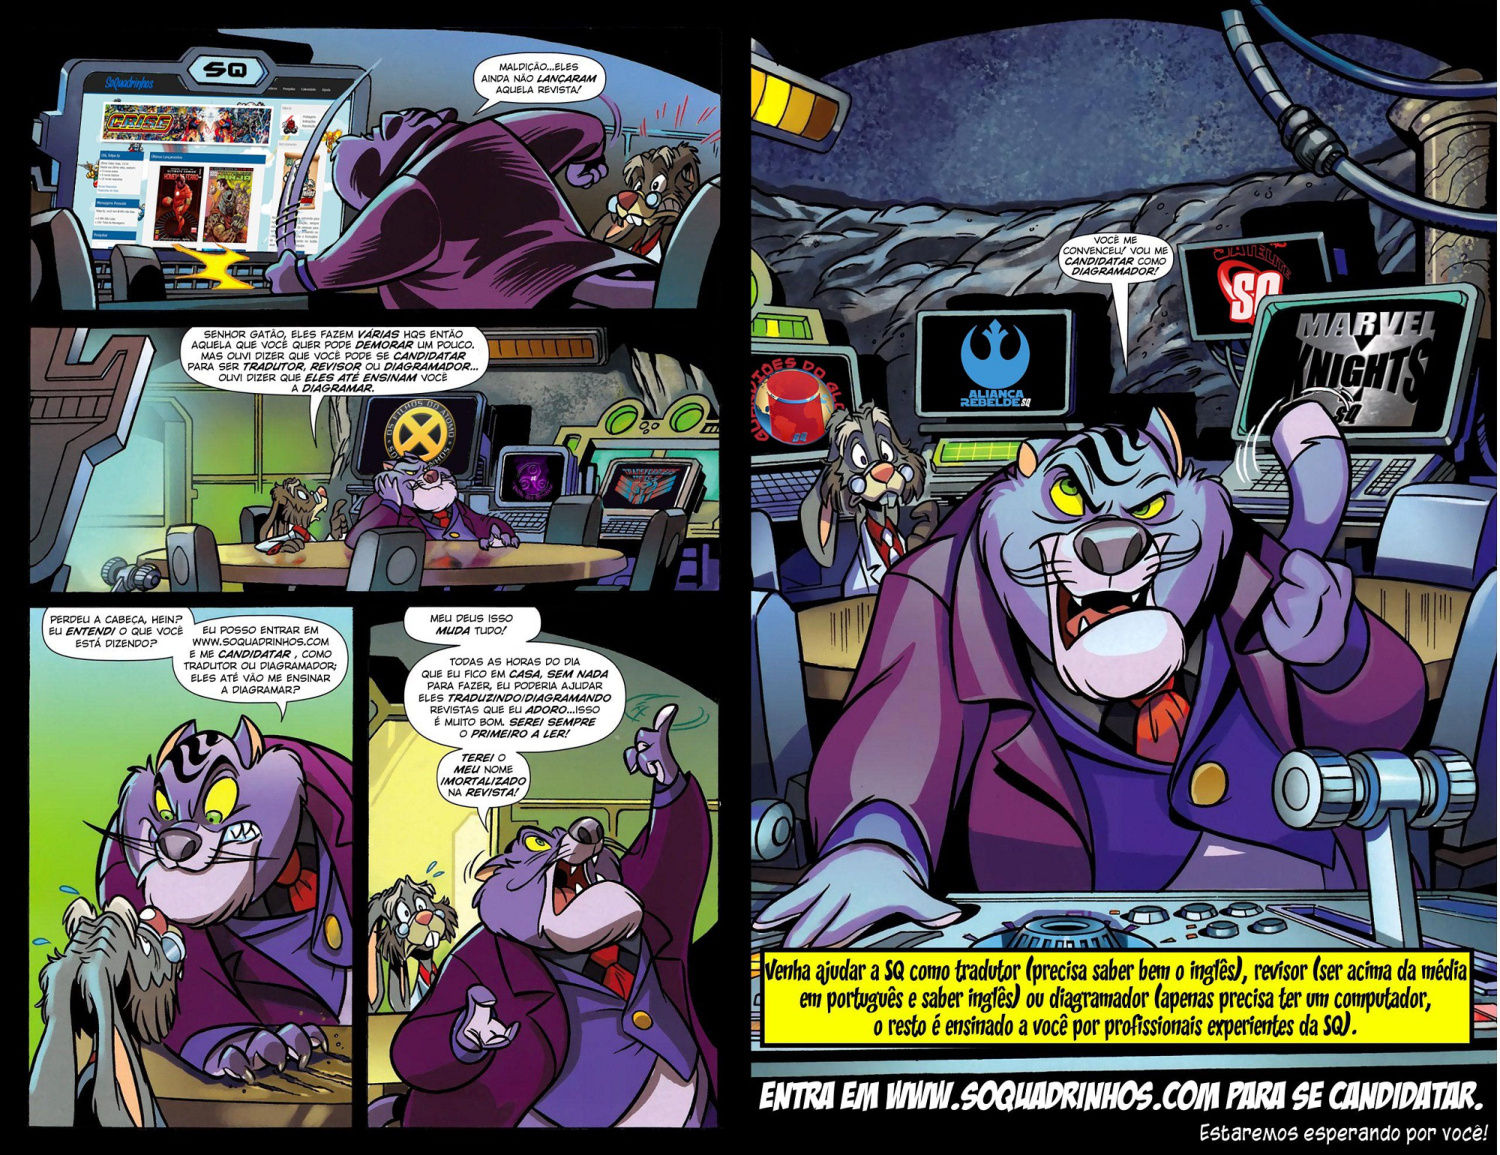 SQ
SoQuadrinhos
CRISE
Últimos Lançamentos
MALDIÇÃO...ELES
AINDA NÃO LANÇARAM
AQUELA REVISTA!
SENHOR GATÃO, ELES FAZEM VÁRIAS HQS ENTÃO
AQUELA QUE VOCÊ QUER PODE DEMORAR UM POUCO.
MAS OUVI DIZER QUE VOCÊ PODE SE CANDIDATAR
PARA SER TRADUTOR, REVISOR OU DIAGRAMADOR...
OUVI DIZER QUE ELES ATÉ ENSINAM VOCÊ
A DIAGRAMAR.
OS FILHOS DO ÁTOMO
PERDEU A CABEÇA, HEIN?
EU ENTENDI O QUE VOCÊ
ESTÁ DIZENDO?
EU POSSO ENTRAR EM
WWW.SOQUADRINHOS.COM
E ME CANDIDATAR , COMO
TRADUTOR OU DIAGRAMADOR;
ELES ATÉ VÃO ME ENSINAR
A DIAGRAMAR?
MEU DEUS ISSO
MUDA TUDO!
TODAS AS HORAS DO DIA
QUE EU FICO EM CASA, SEM NADA
PARA FAZER, EU PODERIA AJUDAR
ELES TRADUZINDO/DIAGRAMANDO
REVISTAS QUE EU ADORO...ISSO
É MUITO BOM. SEREI SEMPRE
O PRIMEIRO A LER!
TEREI O
MEU NOME
IMORTALIZADO
NA REVISTA!
VOCÊ ME
CONVENCEU! VOU ME
CANDIDATAR COMO
DIAGRAMADOR!
SATÉLITE
SQ
MARVEL
KNIGHTS
SQ
ALIANÇA
REBELDE SQ
SQ
Venha ajudar a SQ como tradutor (precisa saber bem o inglês), revisor (ser acima da média
em português e saber inglês) ou diagramador (apenas precisa ter um computador,
o resto é ensinado a você por profissionais experientes da SQ).
ENTRA EM WWW.SOQUADRINHOS.COM PARA SE CANDIDATAR.
Estaremos esperando por você!